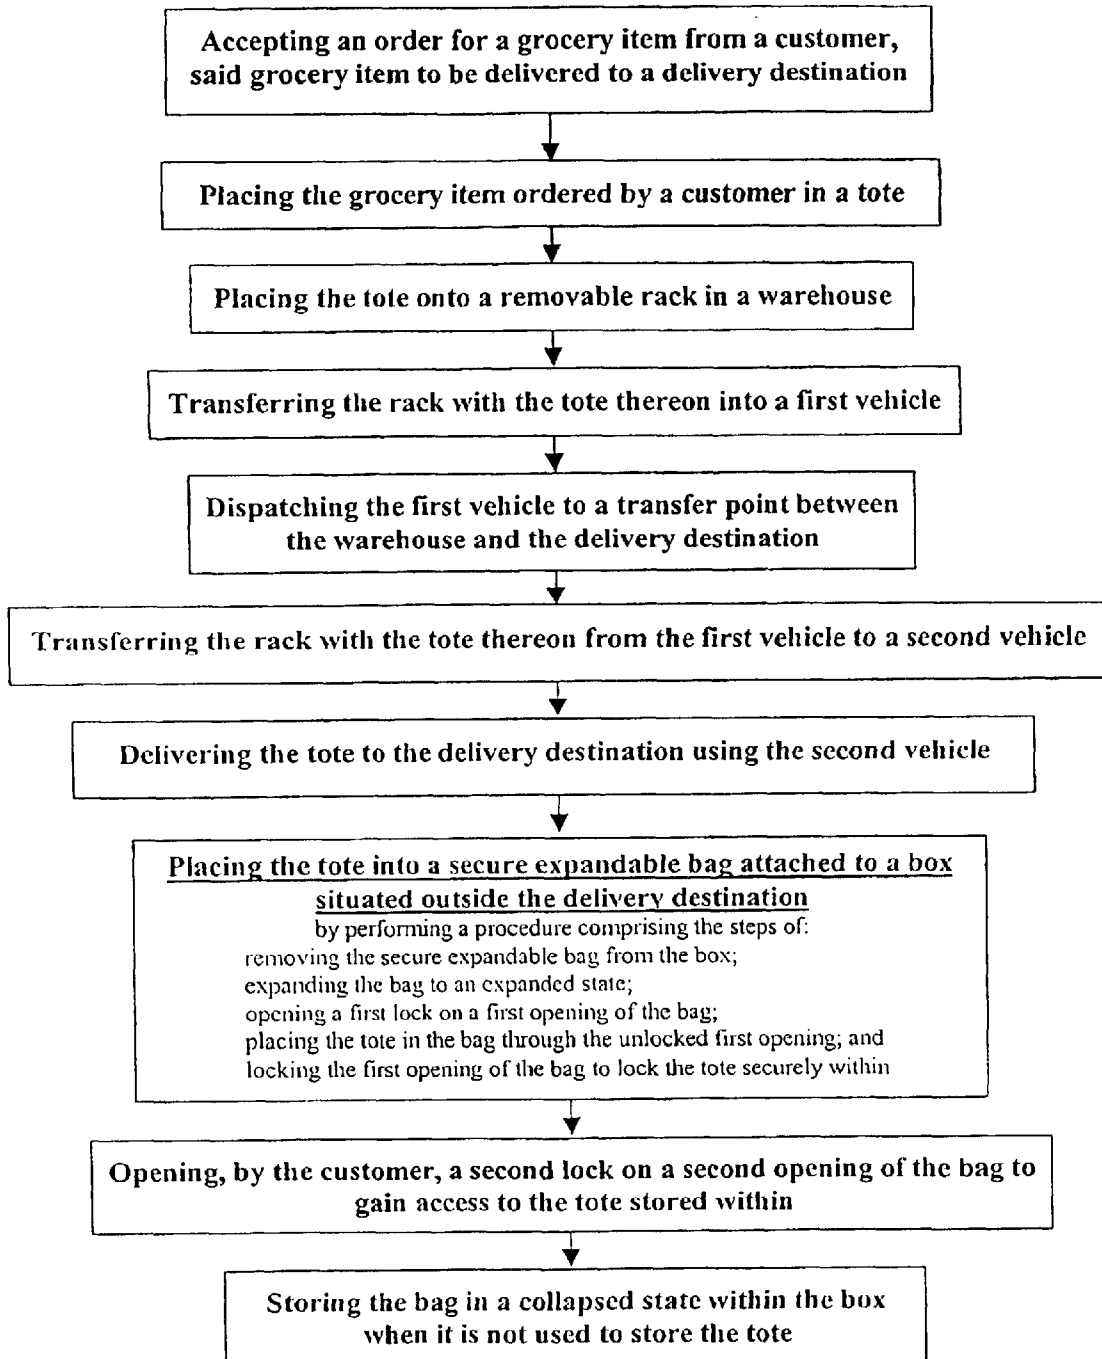 Accepting an order for a grocery item from a customer,
said grocery item to be delivered to a delivery destination
Placing the grocery item ordered by a customer in a tote
Placing the tote onto a removable rack in a warehouse
Transferring the rack with the tote thereon into a first vehicle
Dispatching the first vehicle to a transfer point between
the warehouse and the delivery destination
Transferring the rack with the tote thereon from the first vehicle to a second vehicle
Delivering the tote to the delivery destination using the second vehicle
Placing the tote into a secure expandable bag attached to a box
situated outside the delivery destination
by performing a procedure comprising the steps of:
removing the secure expandable bag from the box;
expanding the bag to an expanded state;
opening a first lock on a first opening of the bag;
placing the tote in the bag through the unlocked first opening; and
locking the first opening of the bag to lock the tote securely within
Opening, by the customer, a second lock on a second opening of the bag to
gain access to the tote stored within
Storing the bag in a collapsed state within the box
when it is not used to store the tote